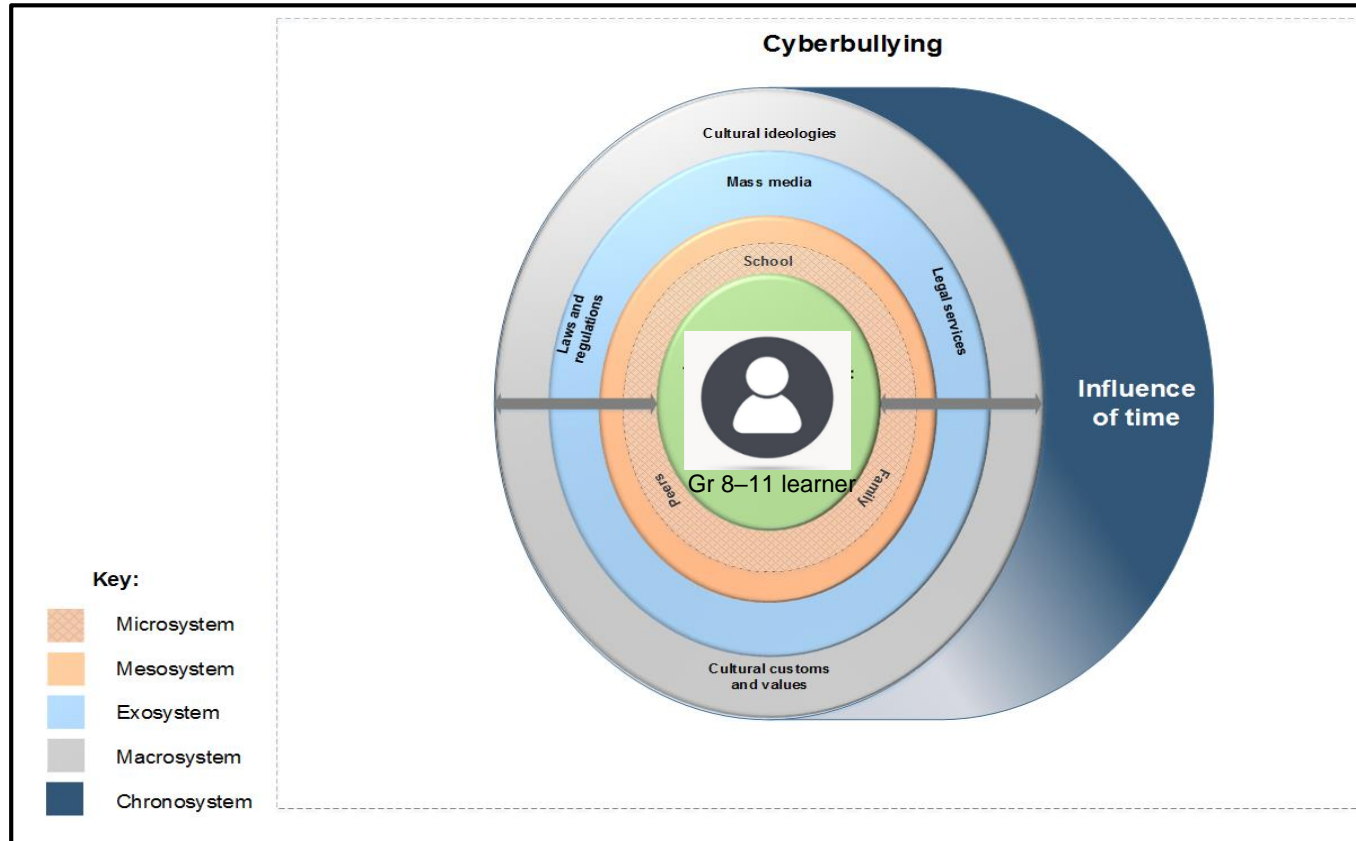 Cyberbullying
Cultural ideologies
Mass media
School
Laws and
regulations
Legal services
Peers
Family
Gr 8–11 learner
Cultural customs
and values
Influence
of time
Key:
Microsystem
Mesosystem
Exosystem
Macrosystem
Chronosystem